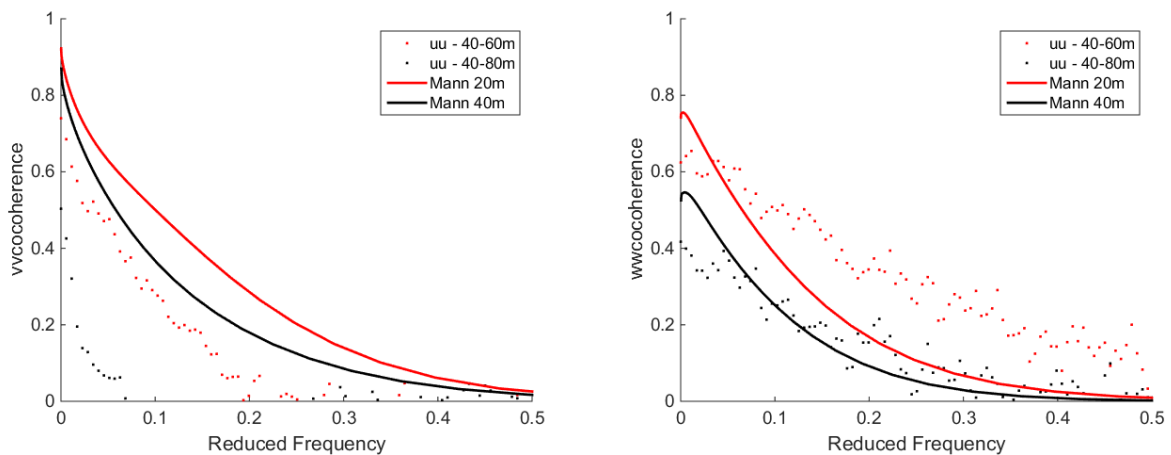 1
0.8
0.6
0.4
0.2
0
0
0.1
0.2
0.3
0.4
0.5
vvcocoherence
Reduced Frequency
uu - 40-60m
uu - 40-80m
Mann 20m
Mann 40m
1
0.8
0.6
0.4
0.2
0
0
0.1
0.2
0.3
0.4
0.5
wwcocoherence
Reduced Frequency
uu - 40-60m
uu - 40-80m
Mann 20m
Mann 40m